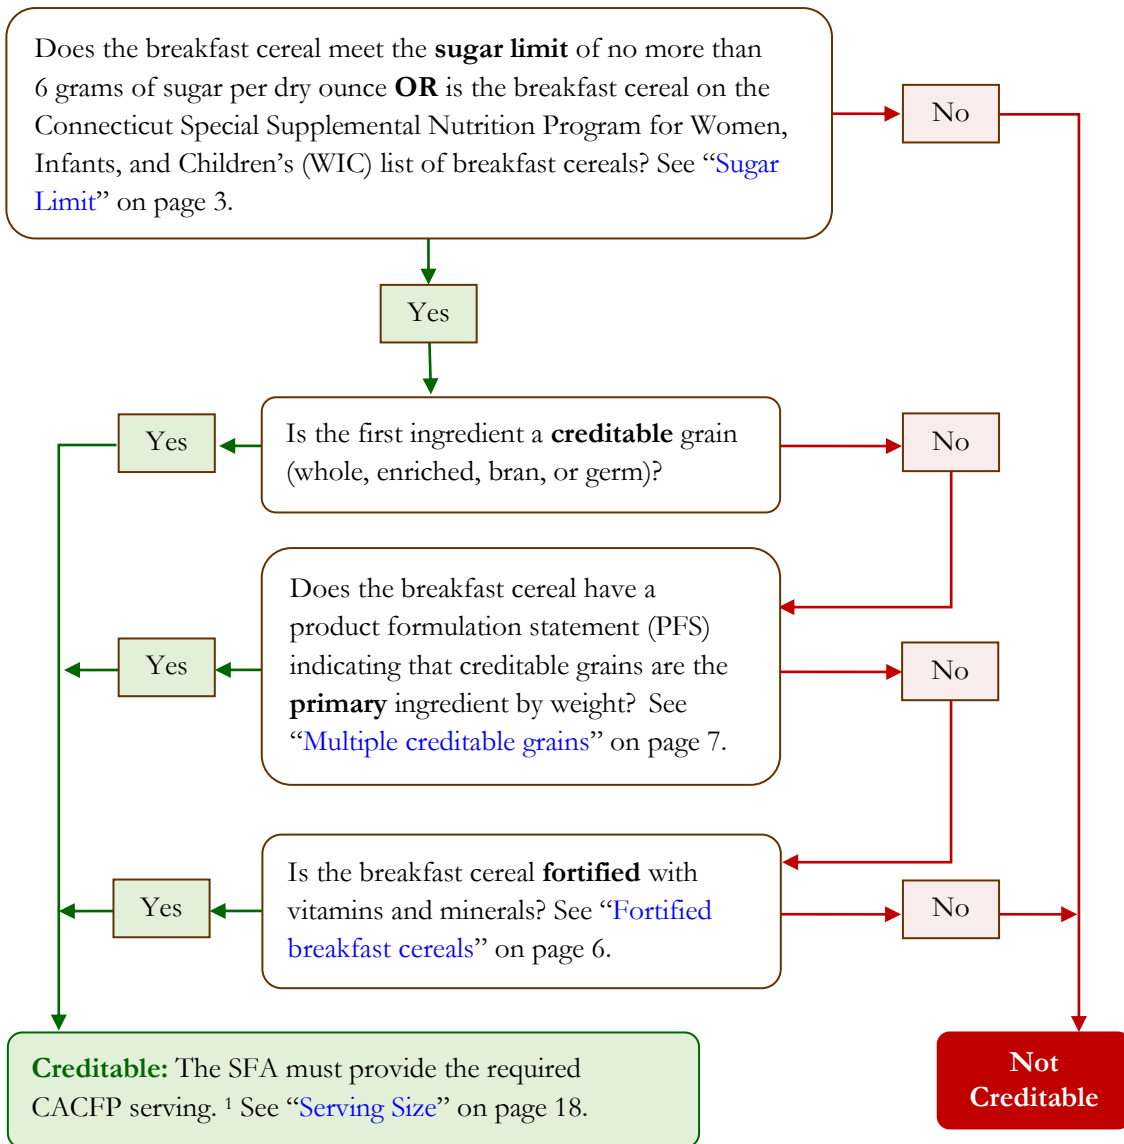 Does the breakfast cereal meet the sugar limit of no more than
6 grams of sugar per dry ounce OR is the breakfast cereal on the
Connecticut Special Supplemental Nutrition Program for Women,
Infants, and Children’s (WIC) list of breakfast cereals? See “Sugar
Limit” on page 3.
No
Yes
Yes
Is the first ingredient a creditable grain
(whole, enriched, bran, or germ)?
No
Does the breakfast cereal have a
product formulation statement (PFS)
indicating that creditable grains are the
primary ingredient by weight? See
“Multiple creditable grains” on page 7.
Yes
No
Is the breakfast cereal fortified with
vitamins and minerals? See “Fortified
breakfast cereals” on page 6.
Yes
No
Creditable: The SFA must provide the required
CACFP serving. ¹ See “Serving Size” on page 18.
Not
Creditable